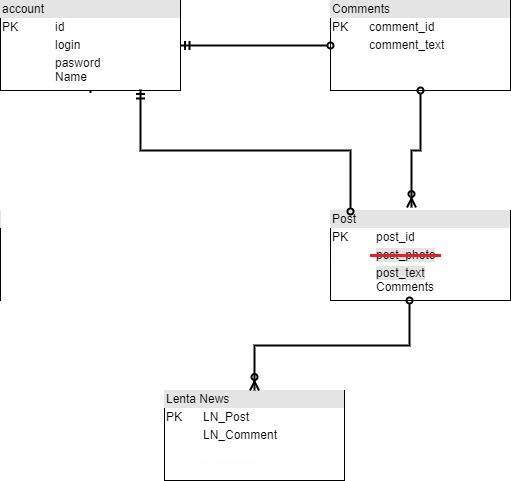 account
PK id
login
pasword
Name
Comments
PK comment_id
comment_text
Post
PK post_id
post_photo
post_text
Comments
Lenta News
PK LN_Post
LN_Comment